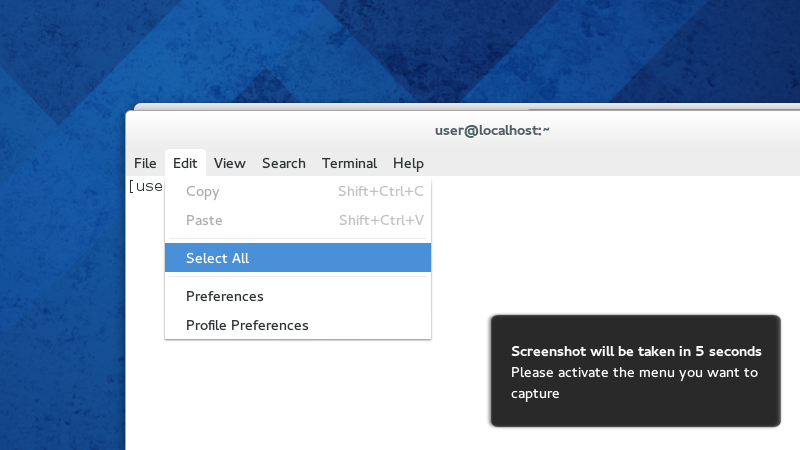 user@localhost:~
File Edit View Search Terminal Help
[use
Copy Shift+Ctrl+C
Paste Shift+Ctrl+V
Select All
Preferences
Profile Preferences
Screenshot will be taken in 5 seconds
Please activate the menu you want to
capture